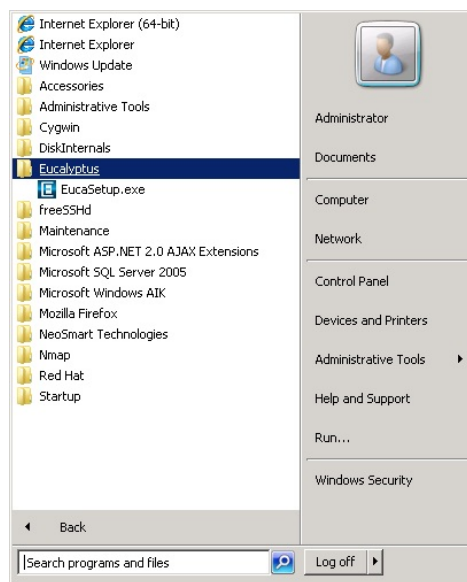 Internet Explorer (64-bit)
Internet Explorer
Windows Update
Accessories
Administrative Tools
Cygwin
DiskInternals
Eucalyptus
EucaSetup.exe
freeSSHd
Maintenance
Microsoft ASP.NET 2.0 AJAX Extensions
Microsoft SQL Server 2005
Microsoft Windows AIK
Mozilla Firefox
NeoSmart Technologies
Nmap
Red Hat
Startup
Back
Search programs and files
Administrator
Documents
Computer
Network
Control Panel
Devices and Printers
Administrative Tools
Help and Support
Run...
Windows Security
Log off